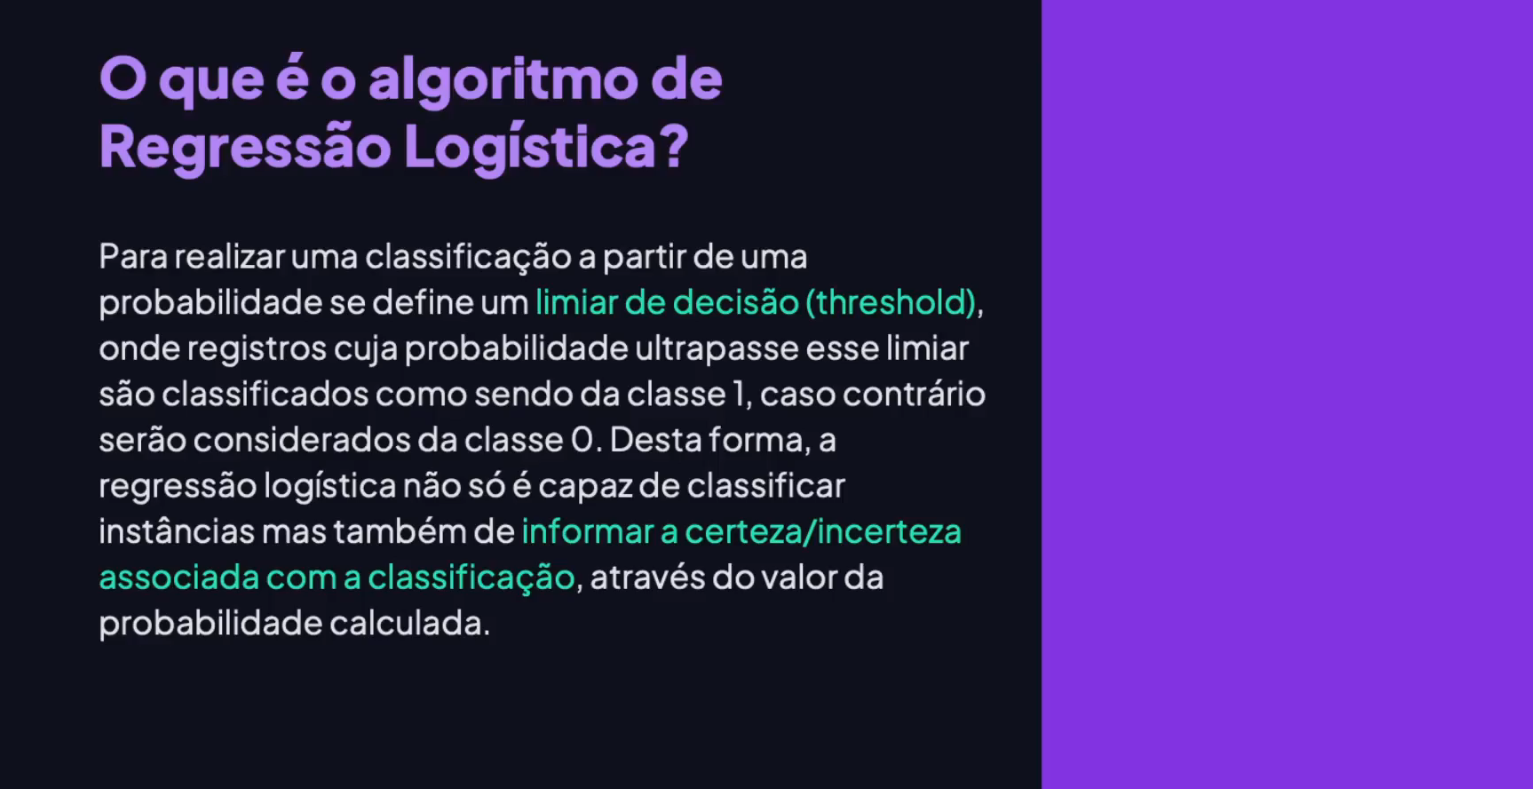 O que é o algoritmo de
Regressão Logística?
Para realizar uma classificação a partir de uma
probabilidade se define um limiar de decisão (threshold),
onde registros cuja probabilidade ultrapasse esse limiar
são classificados como sendo da classe 1, caso contrário
serão considerados da classe 0. Desta forma, a
regressão logística não só é capaz de classificar
instâncias mas também de informar a certeza/incerteza
associada com a classificação, através do valor da
probabilidade calculada.